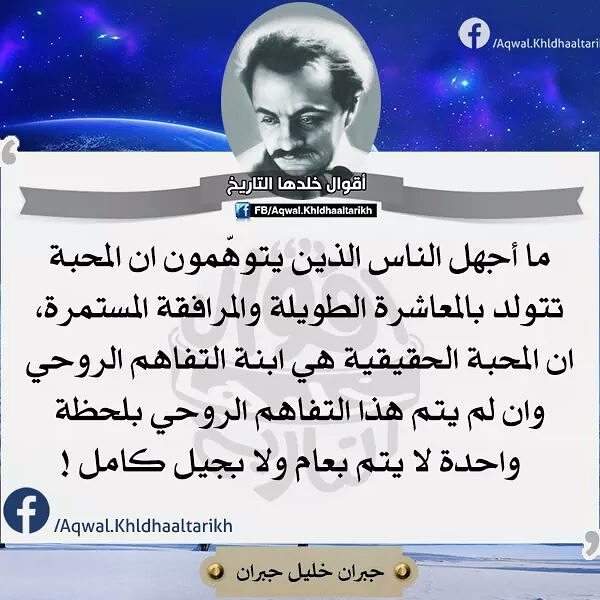 /Aqwal.Khldhaaltari
أقوال خلدها التاريخ
FB/Aqwal.Khldhaaltarikh
ما أجهل الناس الذين يتوهّمون ان المحبة
تتولد بالمعاشرة الطويلة والمرافقة المستمرة،
ان المحبة الحقيقية هي ابنة التفاهم الروحي
وان لم يتم هذا التفاهم الروحي بلحظة
واحدة لا يتم بعام ولا بجيل كامل !
/Aqwal.Khldhaaltarikh
جبران خليل جبران